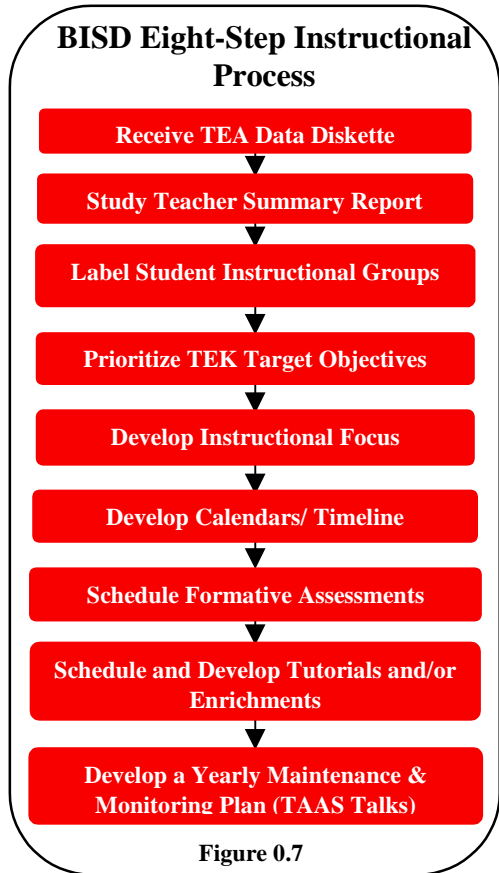 BISD Eight-Step Instructional
Process
Receive TEA Data Diskette
Study Teacher Summary Report
Label Student Instructional Groups
Prioritize TEK Target Objectives
Develop Instructional Focus
Develop Calendars/ Timeline
Schedule Formative Assessments
Schedule and Develop Tutorials and/or
Enrichments
Develop a Yearly Maintenance &
Monitoring Plan (TAAS Talks)
Figure 0.7